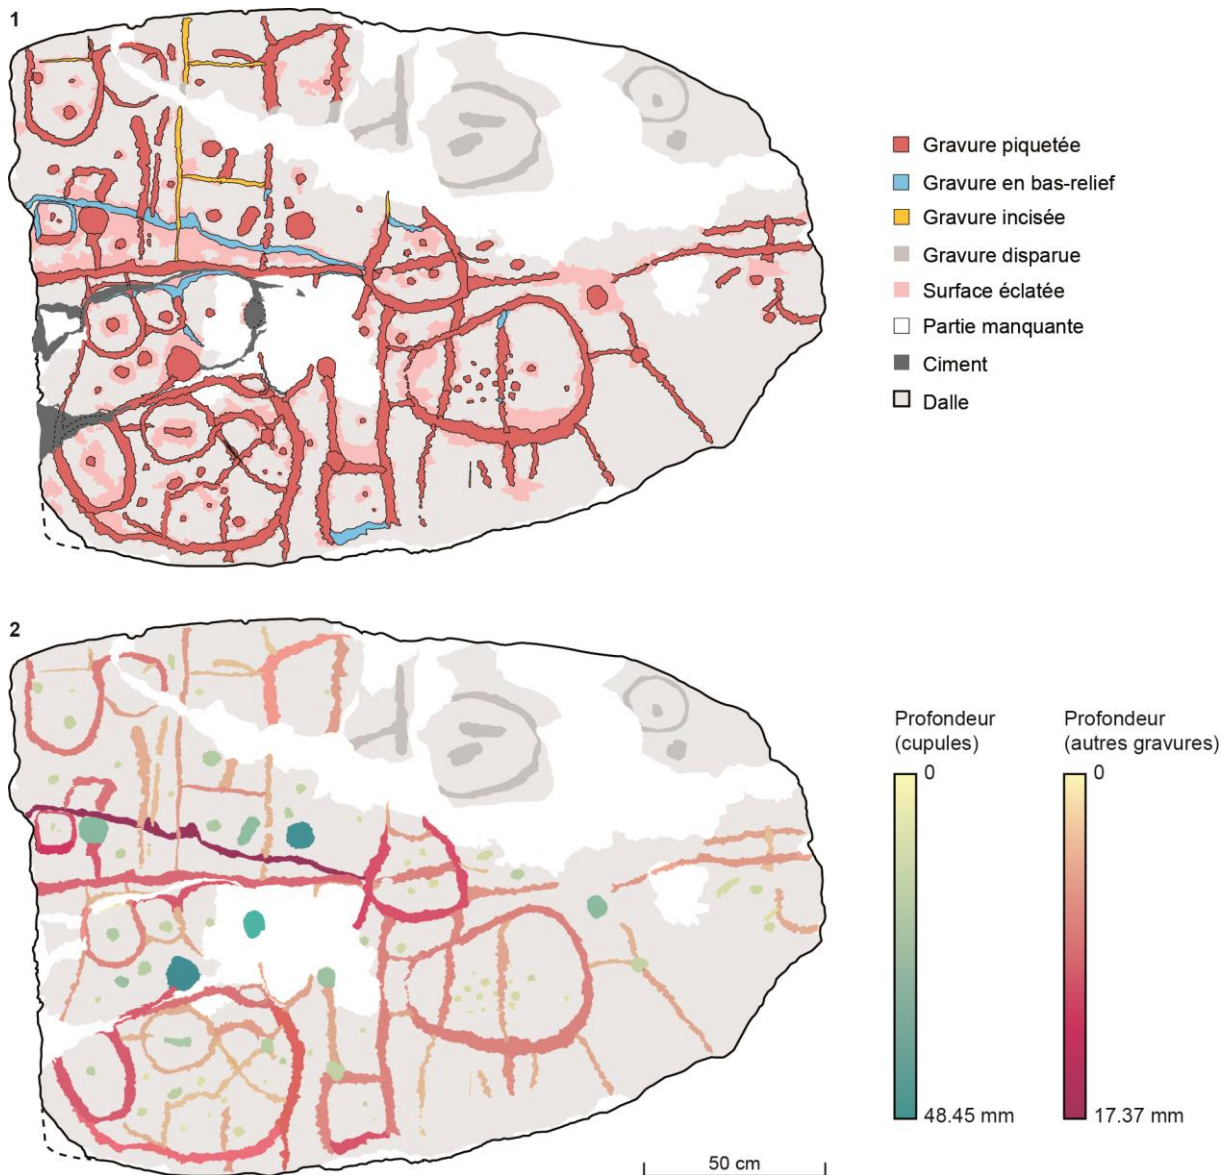 1
Gravure piquetée
Gravure en bas-relief
Gravure incisée
Gravure disparue
Surface éclatée
Partie manquante
Ciment
Dalle
2
Profondeur
(cupules)
0
48.45 mm
Profondeur
(autres gravures)
0
17.37 mm
50 cm